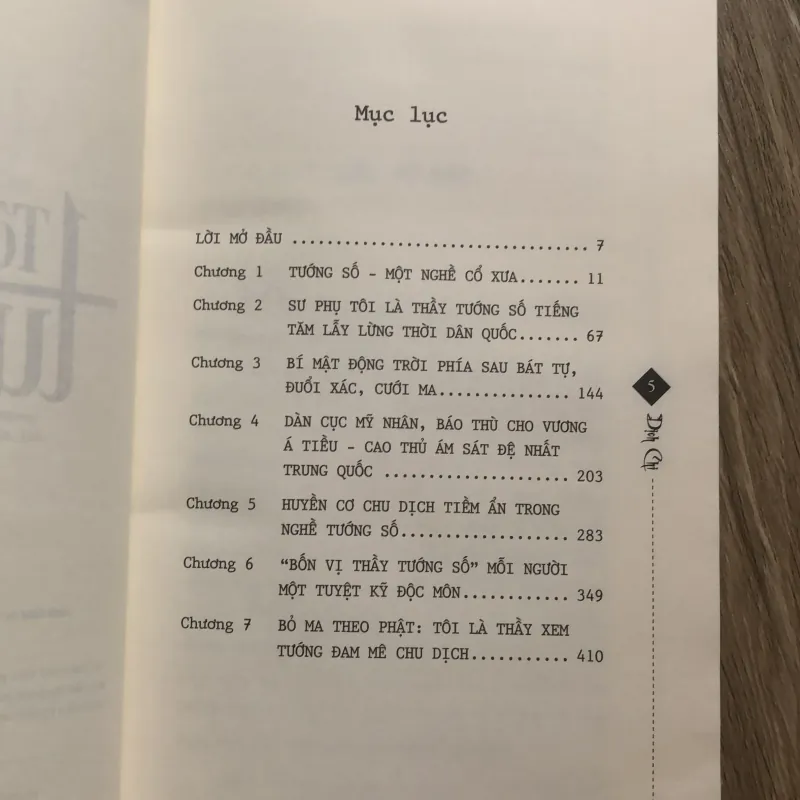 Mục lục
LỜI MỞ ĐẦU .................................. 7
Chương 1 TƯỚNG SỐ - MỘT NGHỀ CỔ XƯA....... 11
Chương 2 SƯ PHỤ TÔI LÀ THẦY TƯỚNG SỐ TIẾNG
TĂM LẪY LỪNG THỜI DÂN QUỐC....... 67
Chương 3 BÍ MẬT ĐỘNG TRỜI PHÍA SAU BÁT TỰ,
ĐUỔI XÁC, CƯỚI MA............... 144
Chương 4 DÀN CỤC MỸ NHÂN, BÁO THÙ CHO VƯƠNG
Á TIỀU - CAO THỦ ÁM SÁT ĐỆ NHẤT
TRUNG QUỐC ..................... 203
Chương 5 HUYỀN CƠ CHU DỊCH TIỀM ẨN TRONG
NGHỀ TƯỚNG SỐ................... 283
Chương 6 “BỐN VỊ THẦY TƯỚNG SỐ” MỖI NGƯỜI
MỘT TUYỆT KỸ ĐỘC MÔN............ 349
Chương 7 BỎ MA THEO PHẬT: TÔI LÀ THẦY XEM
TƯỚNG ĐAM MÊ CHU DỊCH........... 410
5